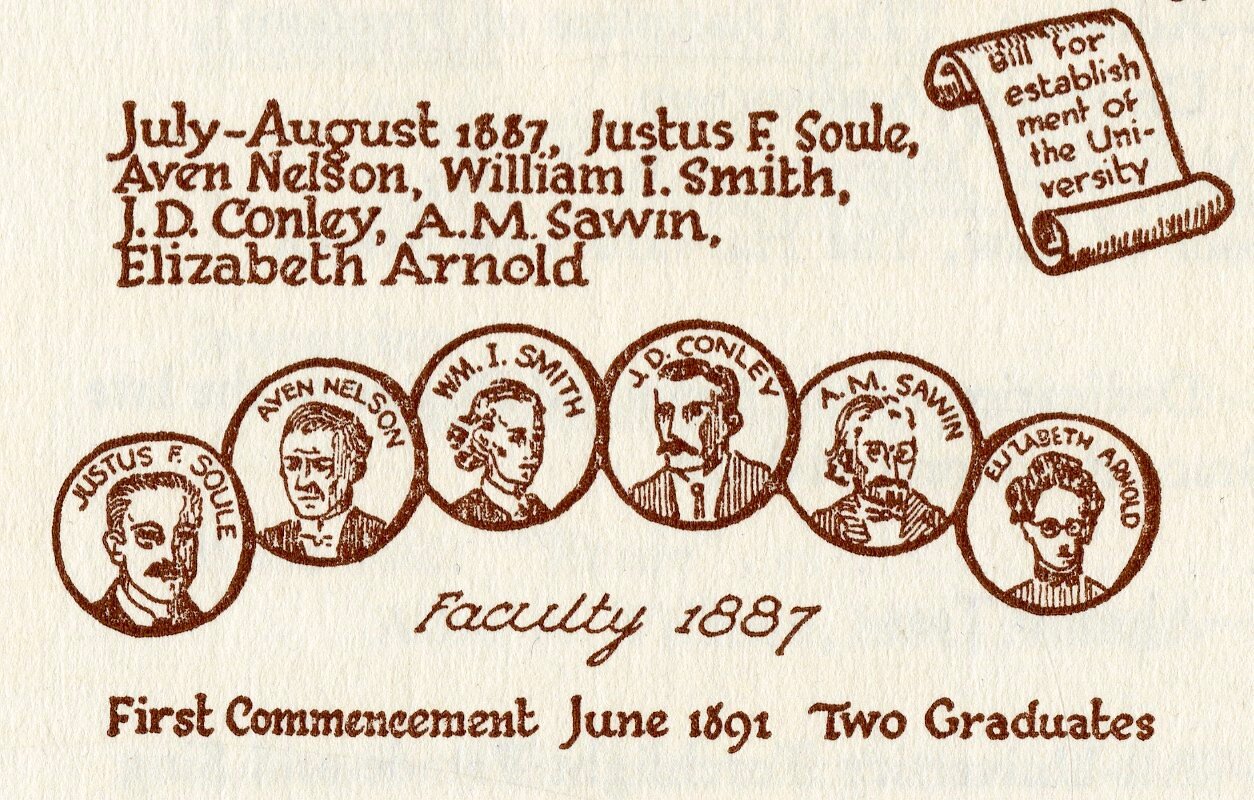 Bill for
establish
ment of
the Uni-
versity
July-August 1887, Justus F. Soule,
Aven Nelson, William I. Smith,
J.D. Conley, A.M. Sawin,
Elizabeth Arnold
JUSTUS F. SOULE
AVEN NELSON
WM. I. SMITH
J. D. CONLEY
A. M. SAWIN
ELIZABETH ARNOLD
Faculty 1887
First Commencement June 1891 Two Graduates